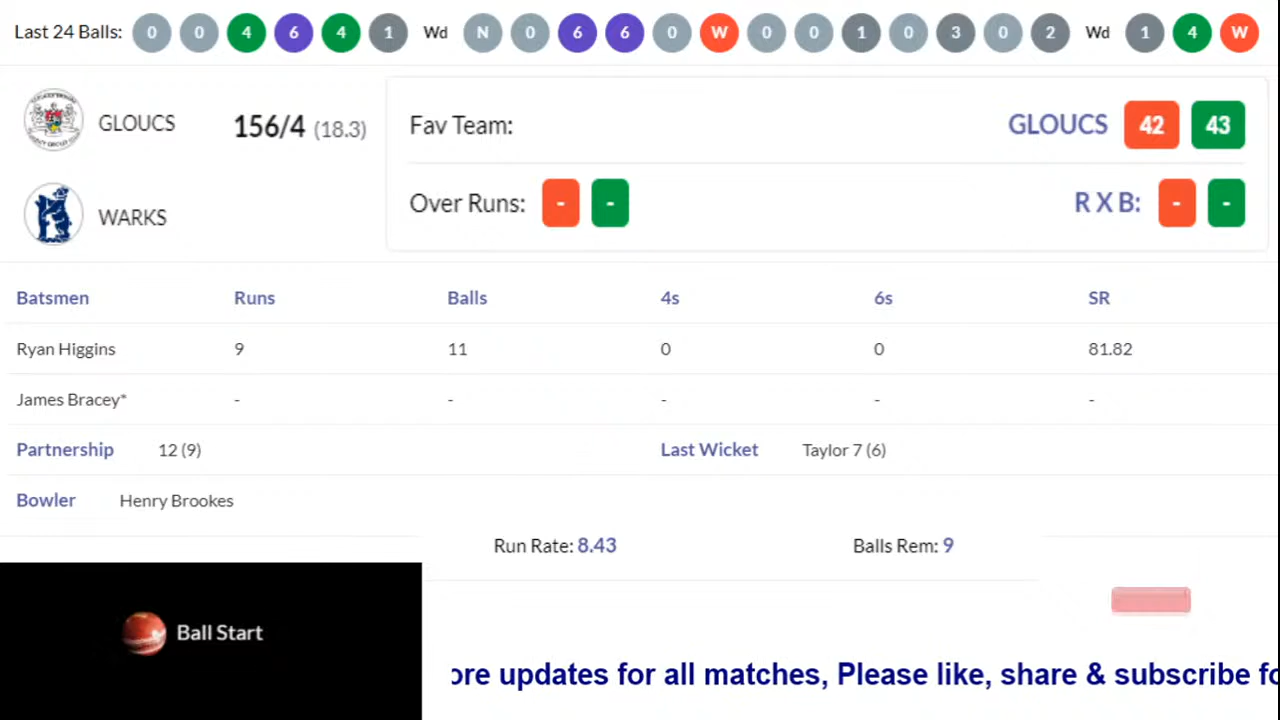 Last 24 Balls: 0 0 4 6 4 1 Wd N 0 6 6 0 W 0 0 1 0 3 0 2 Wd 1 4 W
GLOUCS 156/4 (18.3)
Fav Team: GLOUCS 42 43
WARKS
Over Runs: - - R X B: - -
Batsmen Runs Balls 4s 6s SR
Ryan Higgins 9 11 0 0 81.82
James Bracey* - - - - -
Partnership 12 (9) Last Wicket Taylor 7 (6)
Bowler Henry Brookes
Run Rate: 8.43 Balls Rem: 9
Ball Start
ore updates for all matches, Please like, share & subscribe fo